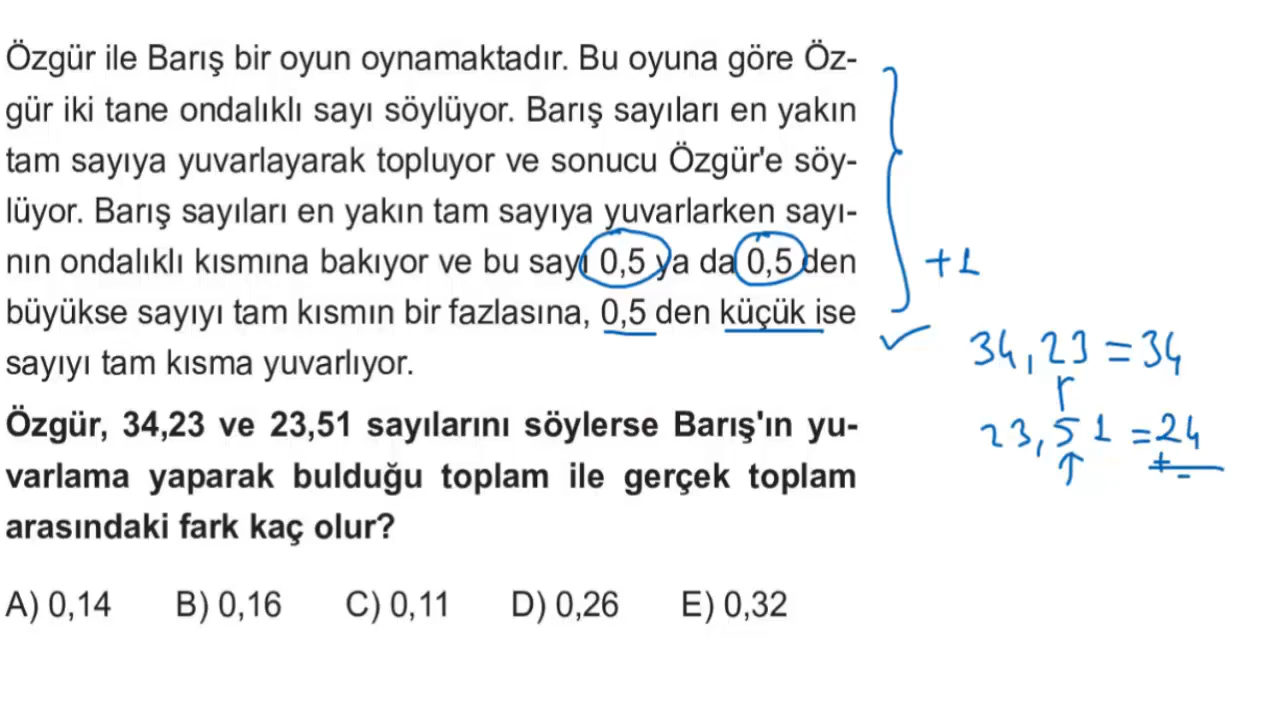 Özgür ile Barış bir oyun oynamaktadır. Bu oyuna göre Öz-
gür iki tane ondalıklı sayı söylüyor. Barış sayıları en yakın
tam sayıya yuvarlayarak topluyor ve sonucu Özgür'e söy-
lüyor. Barış sayıları en yakın tam sayıya yuvarlarken sayı-
nın ondalıklı kısmına bakıyor ve bu sayı 0,5 ya da 0,5 den
büyükse sayıyı tam kısmın bir fazlasına, 0,5 den küçük ise
sayıyı tam kısma yuvarlıyor.
Özgür, 34,23 ve 23,51 sayılarını söylerse Barış'ın yu-
varlama yaparak bulduğu toplam ile gerçek toplam
arasındaki fark kaç olur?
A) 0,14 B) 0,16 C) 0,11 D) 0,26 E) 0,32
+1
34,23 = 34
23,51 = 24
+